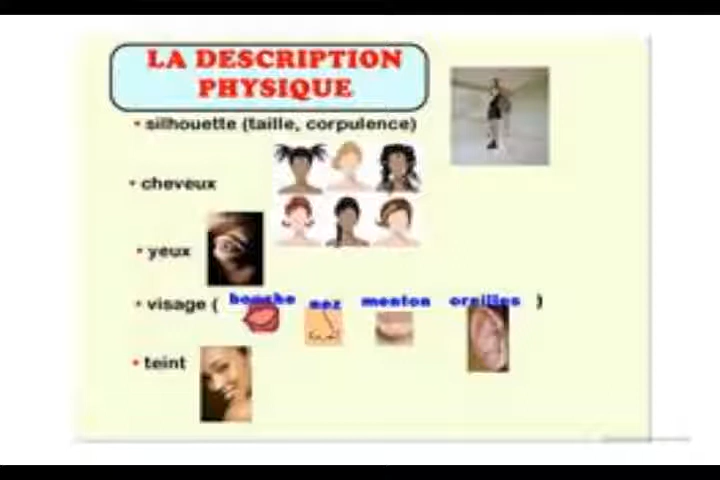 LA DESCRIPTION
PHYSIQUE
• silhouette (taille, corpulence)
• cheveux
• yeux
• visage ( bouche nez menton oreilles )
• teint